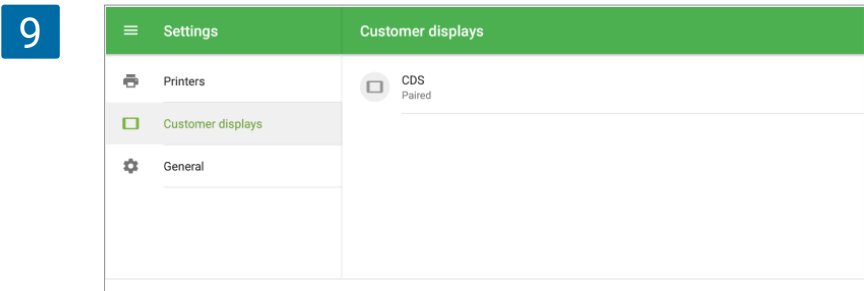 9
Settings
Customer displays
Printers
Customer displays
General
CDS
Paired